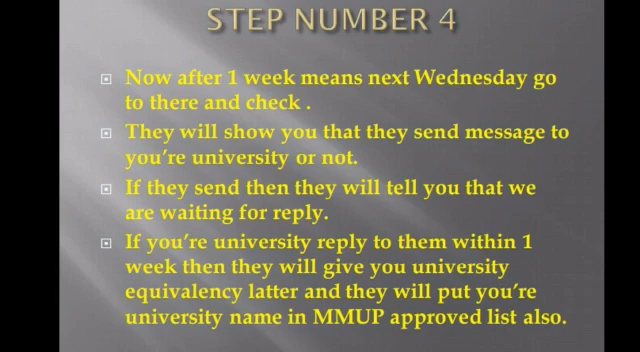 STEP NUMBER 4
Now after 1 week means next Wednesday go
to there and check .
They will show you that they send message to
you're university or not.
If they send then they will tell you that we
are waiting for reply.
If you're university reply to them within 1
week then they will give you university
equivalency latter and they will put you're
university name in MMUP approved list also.